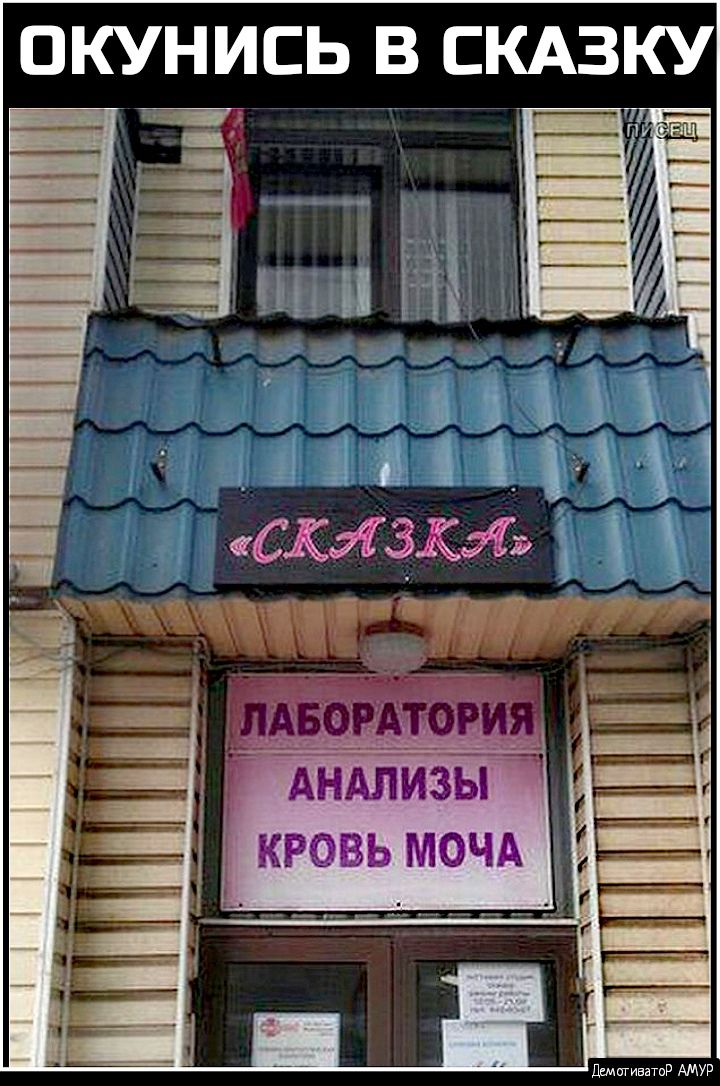 ОКУНИСЬ В СКАЗКУ
ПИСЕЦ
«СКАЗКА»
ЛАБОРАТОРИЯ
АНАЛИЗЫ
КРОВЬ МОЧА
ДемотиватоР АМУР